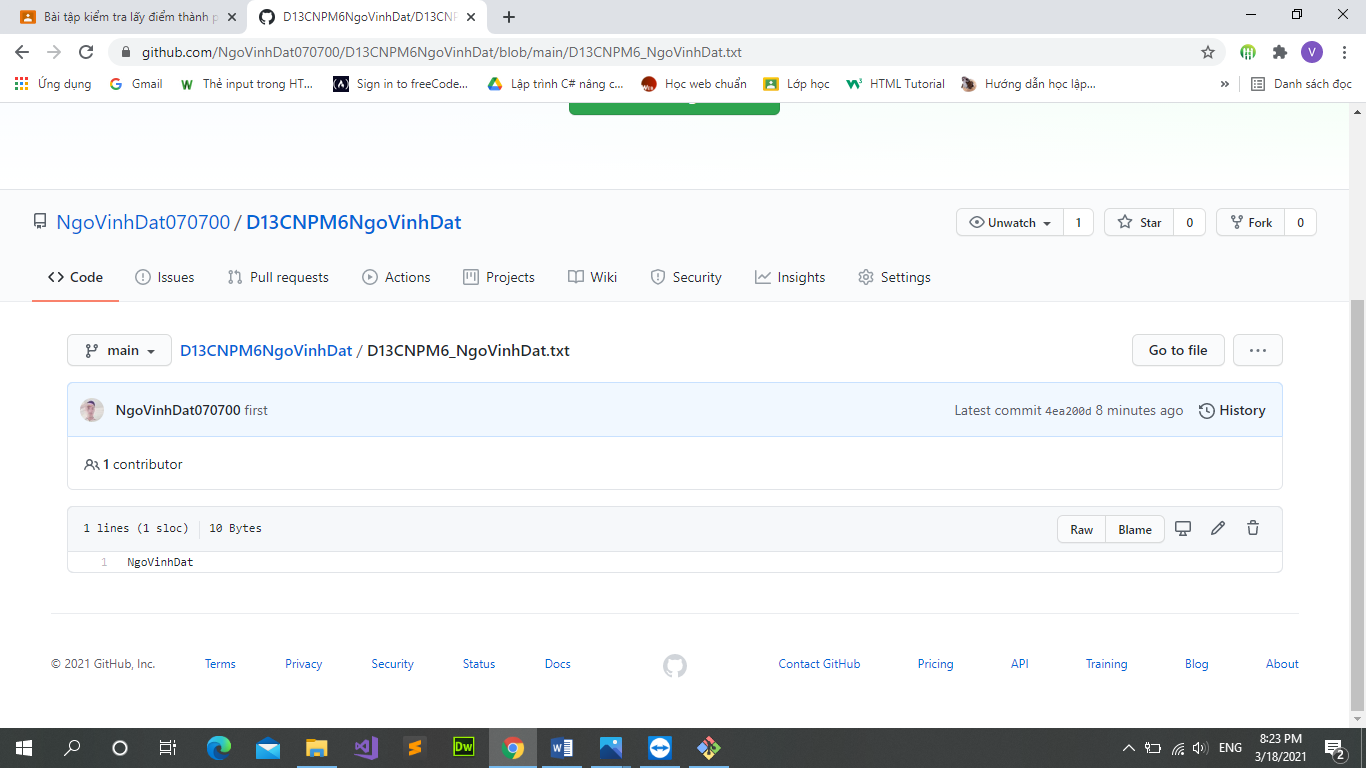 Bài tập kiểm tra lấy điểm thành p
D13CNPM6NgoVinhDat/D13CNP
github.com/NgoVinhDat070700/D13CNPM6NgoVinhDat/blob/main/D13CNPM6_NgoVinhDat.txt
V
Ứng dụng Gmail Thẻ input trong HT... Sign in to freeCode... Lập trình C# nâng c... Học web chuẩn Lớp học HTML Tutorial Hướng dẫn học lập... » Danh sách đọc
NgoVinhDat070700 / D13CNPM6NgoVinhDat Unwatch 1 Star 0 Fork 0
Code Issues Pull requests Actions Projects Wiki Security Insights Settings
main D13CNPM6NgoVinhDat / D13CNPM6_NgoVinhDat.txt Go to file ...
NgoVinhDat070700 first Latest commit 4ea200d 8 minutes ago History
1 contributor
1 lines (1 sloc) 10 Bytes Raw Blame
1 NgoVinhDat
© 2021 GitHub, Inc. Terms Privacy Security Status Docs Contact GitHub Pricing API Training Blog About
Dw W ENG 8:23 PM
3/18/2021 2